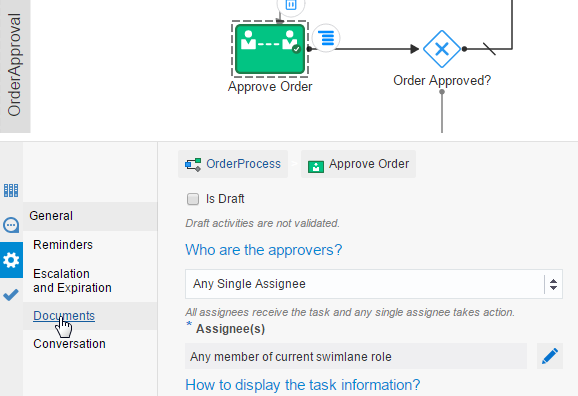 OrderApproval
Approve Order
Order Approved?
OrderProcess
Approve Order
General
Reminders
Escalation
and Expiration
Documents
Conversation
Is Draft
Draft activities are not validated.
Who are the approvers?
Any Single Assignee
All assignees receive the task and any single assignee takes action.
* Assignee(s)
Any member of current swimlane role
How to display the task information?